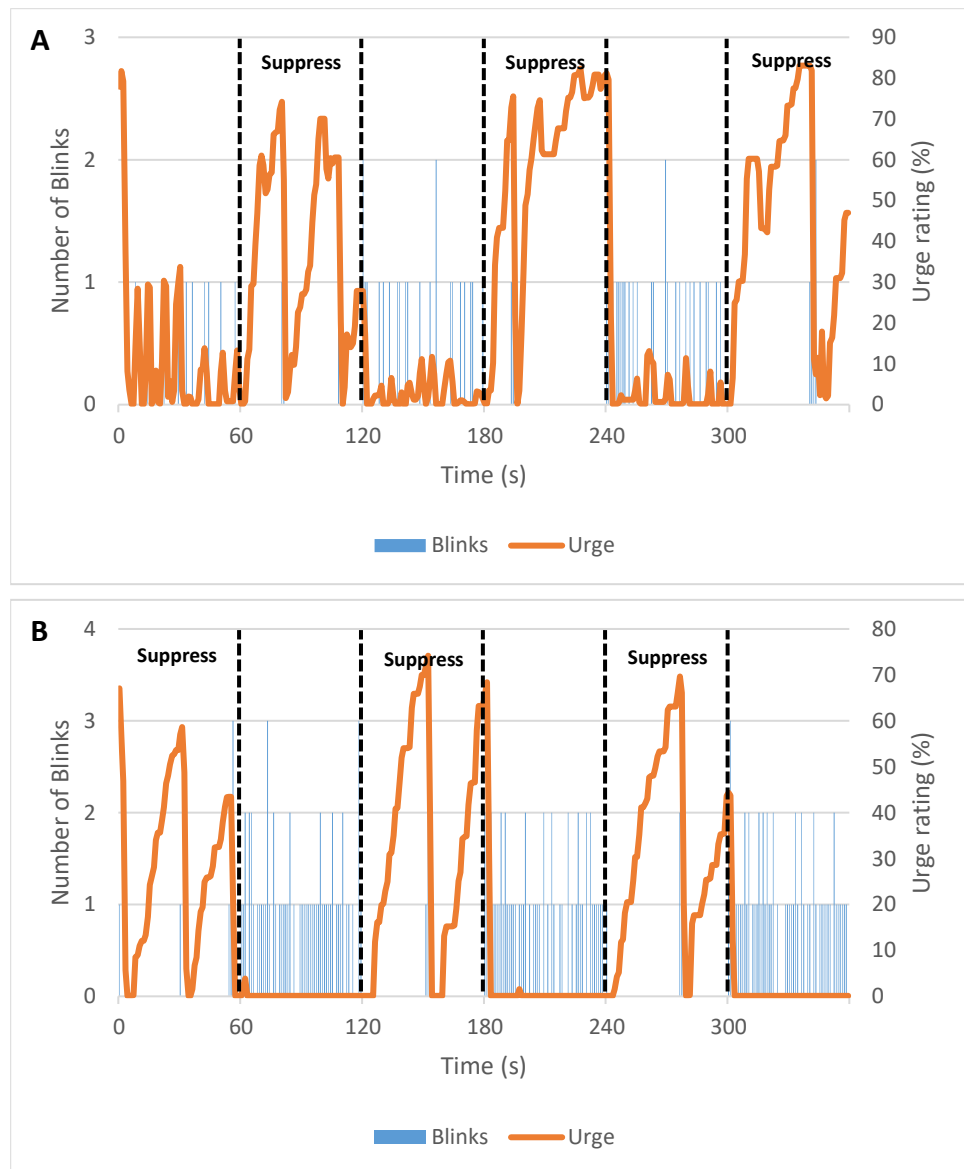 A
Suppress
Suppress
Suppress
3
2
1
0
Number of Blinks
90
80
70
60
50
40
30
20
10
0
Urge rating (%)
0 60 120 180 240 300
Time (s)
Blinks Urge
B
Suppress
Suppress
Suppress
4
3
2
1
0
Number of Blinks
80
70
60
50
40
30
20
10
0
Urge rating (%)
0 60 120 180 240 300
Time (s)
Blinks Urge